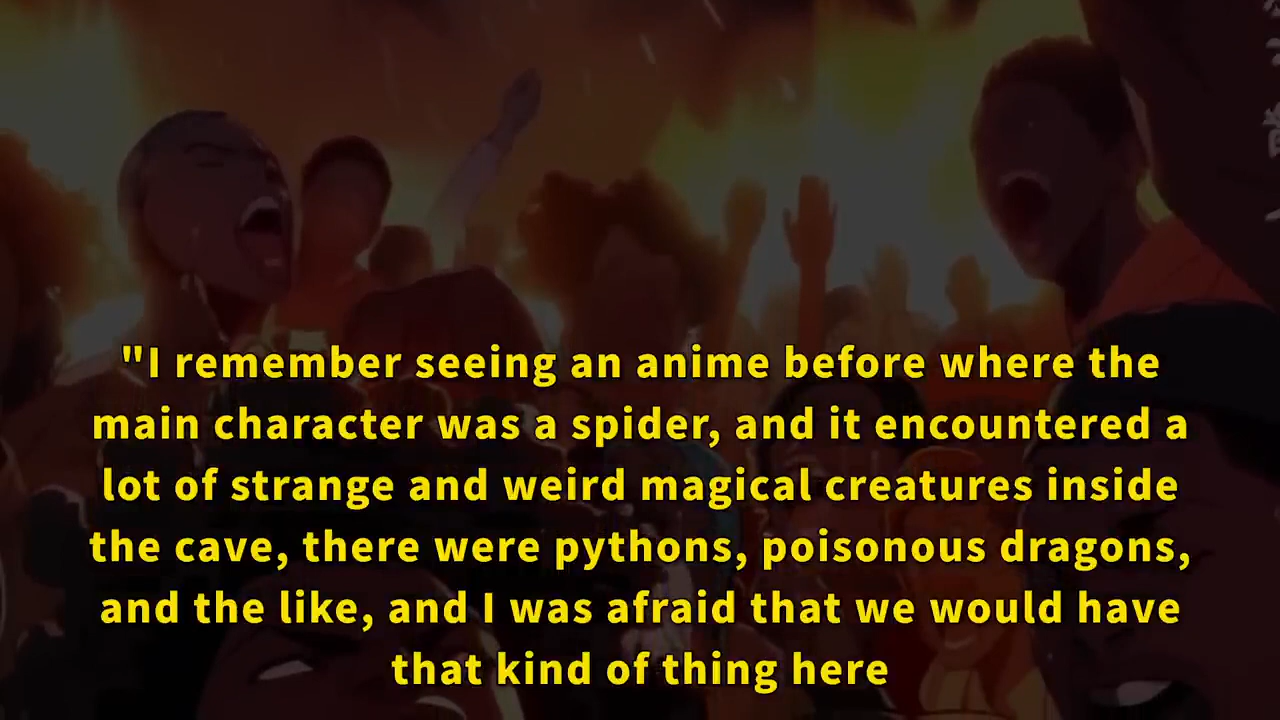 "I remember seeing an anime before where the
main character was a spider, and it encountered a
lot of strange and weird magical creatures inside
the cave, there were pythons, poisonous dragons,
and the like, and I was afraid that we would have
that kind of thing here